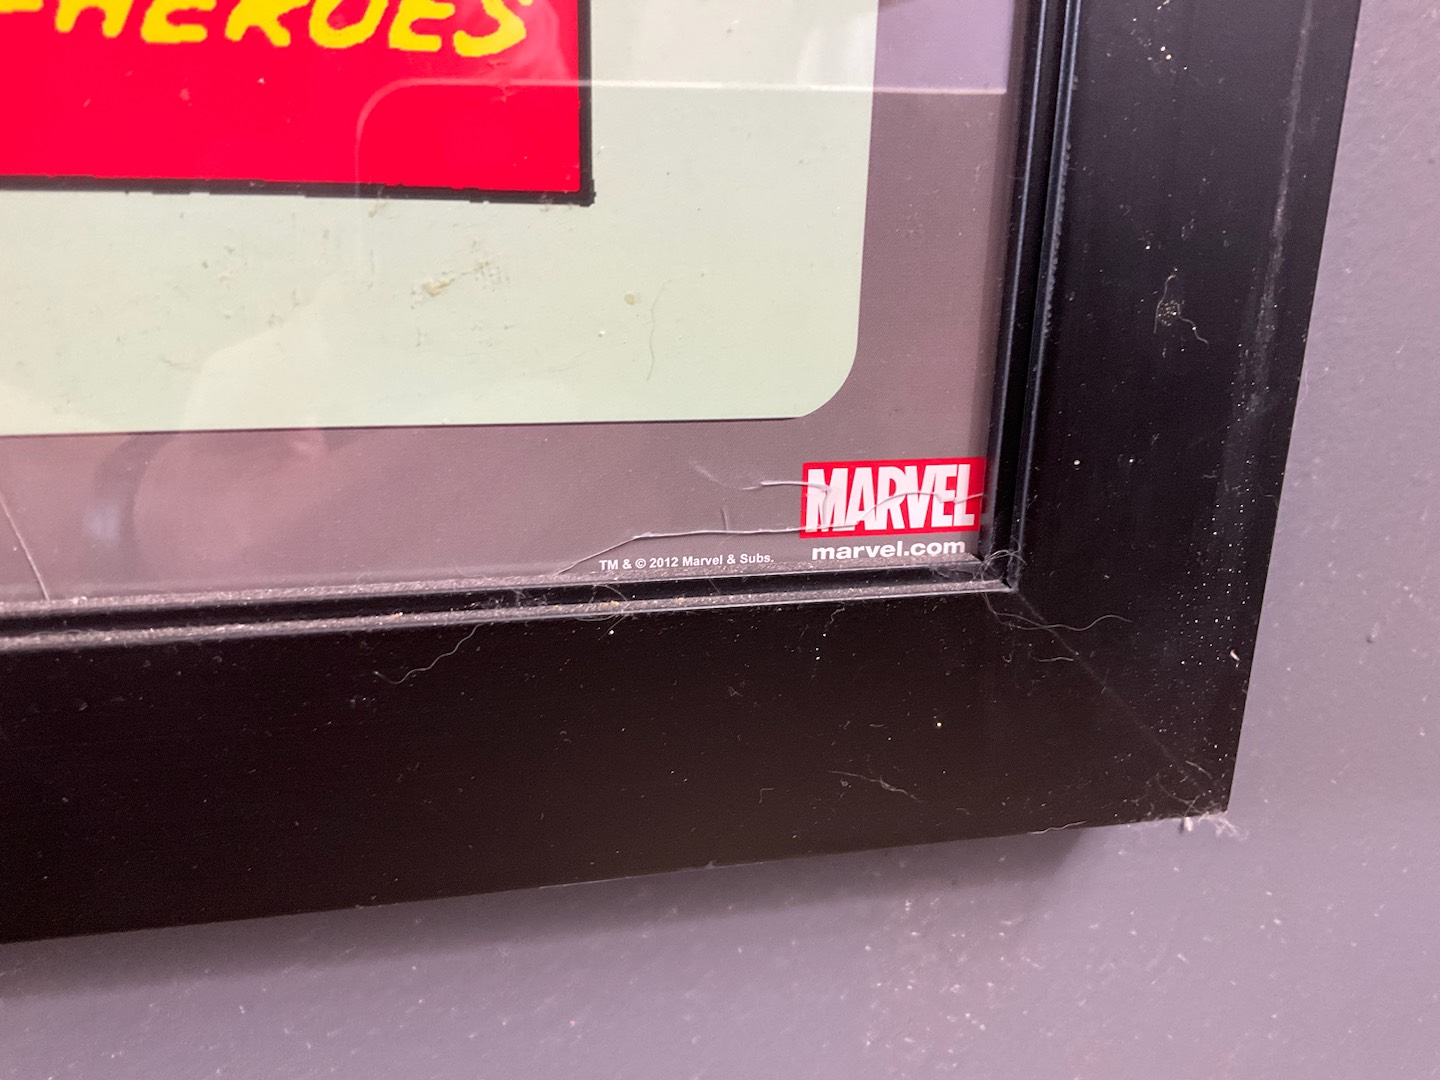 -HEROES
MARVEL
marvel.com
TM & © 2012 Marvel & Subs.